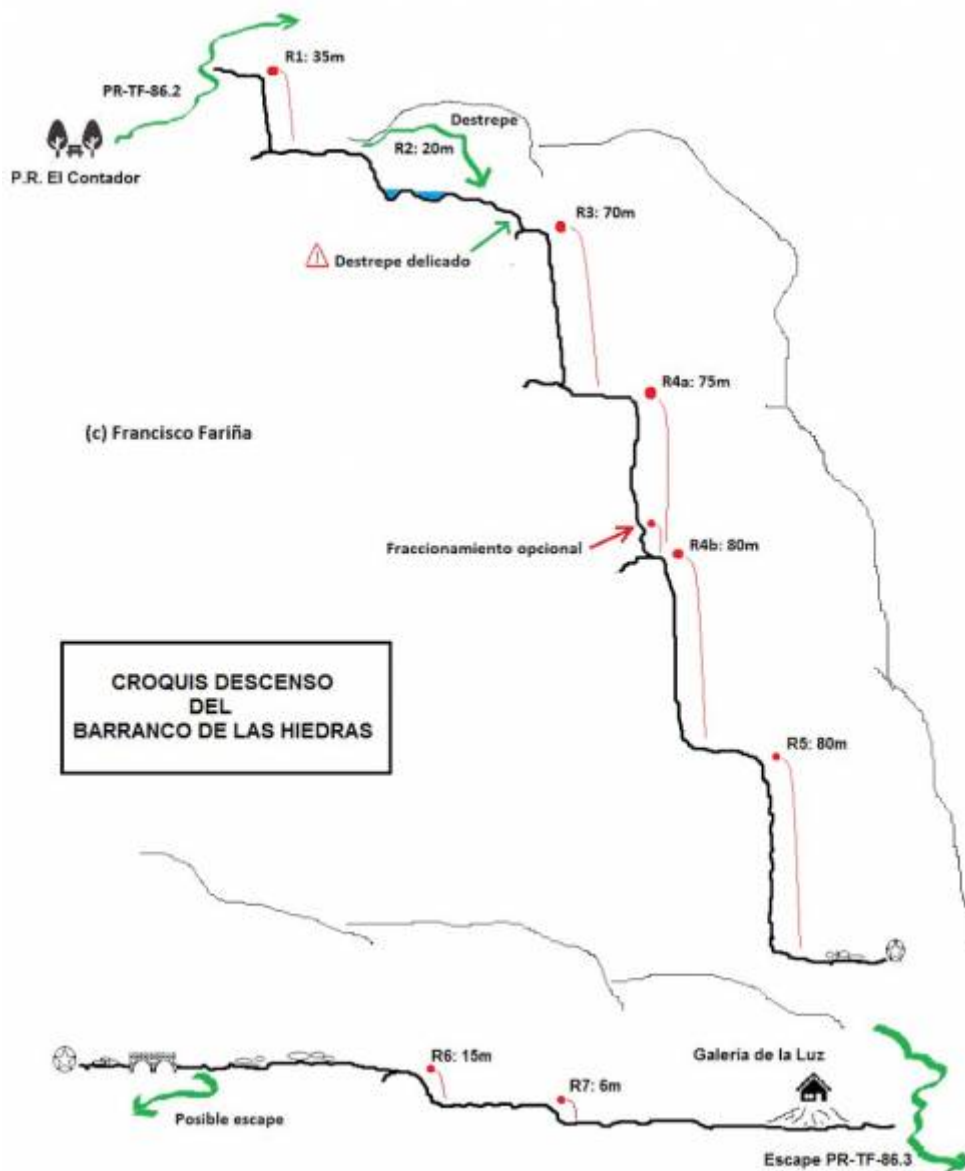 R1: 35m
PR-TF-86.2
Destrepe
R2: 20m
P.R. El Contador
R3: 70m
Destrepe delicado
R4a: 75m
(c) Francisco Fariña
Fraccionamiento opcional
R4b: 80m
CROQUIS DESCENSO
DEL
BARRANCO DE LAS HIEDRAS
R5: 80m
R6: 15m
Galería de la Luz
R7: 6m
Posible escape
Escape PR-TF-86.3